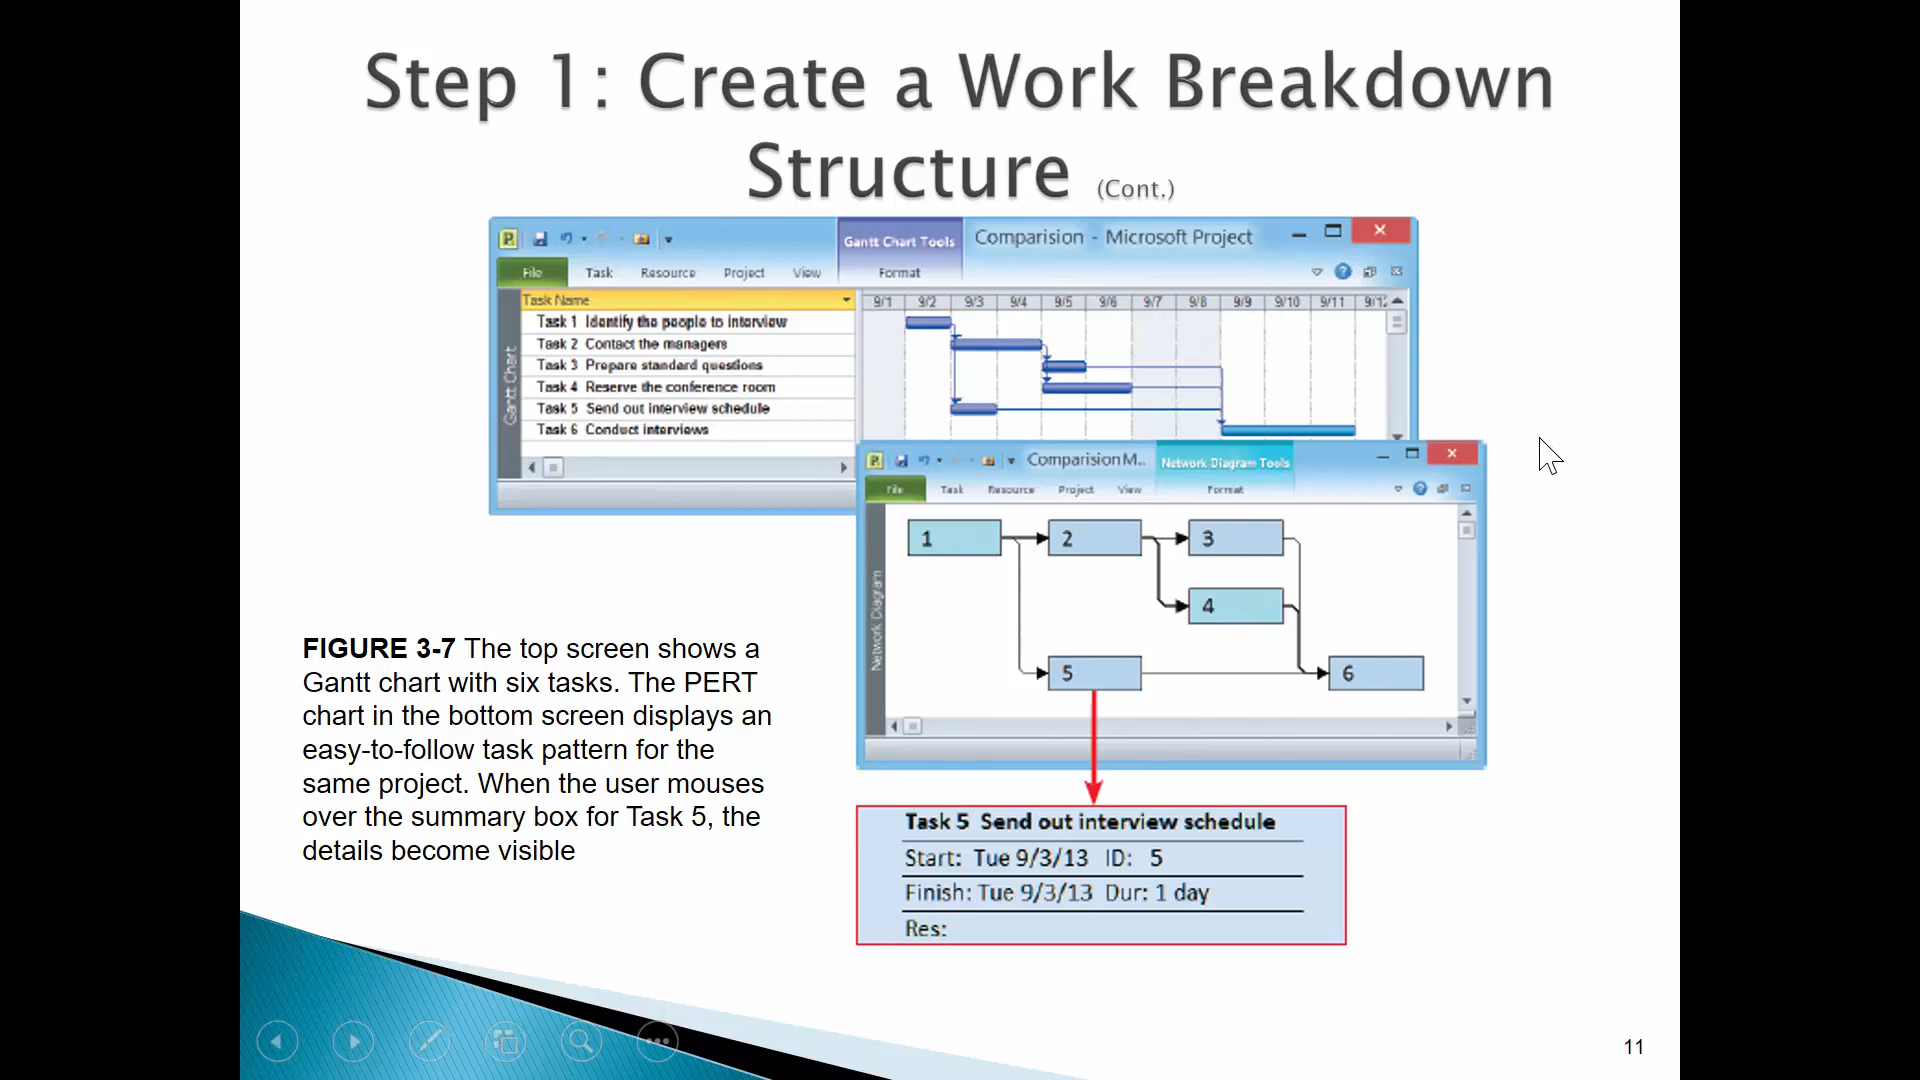 Step 1: Create a Work Breakdown
Structure (Cont.)
Gantt Chart Tools
Comparision - Microsoft Project
File Task Resource Project View Format
Task Name
9/1 9/2 9/3 9/4 9/5 9/6 9/7 9/8 9/9 9/10 9/11
Task 1 Identify the people to interview
Task 2 Contact the managers
Task 3 Prepare standard questions
Task 4 Reserve the conference room
Task 5 Send out interview schedule
Task 6 Conduct interviews
Gantt Chart
Comparision M... Network Diagram Tools
File Task Resource Project View Format
1 2 3
4
5 6
Network Diagram
FIGURE 3-7 The top screen shows a
Gantt chart with six tasks. The PERT
chart in the bottom screen displays an
easy-to-follow task pattern for the
same project. When the user mouses
over the summary box for Task 5, the
details become visible
Task 5 Send out interview schedule
Start: Tue 9/3/13 ID: 5
Finish: Tue 9/3/13 Dur: 1 day
Res:
11